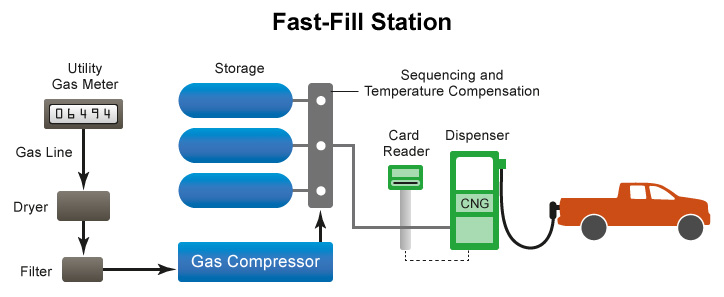 Fast-Fill Station
Utility
Gas Meter
06494
Gas Line
Dryer
Filter
Storage
Gas Compressor
Sequencing and
Temperature Compensation
Card
Reader
Dispenser
CNG